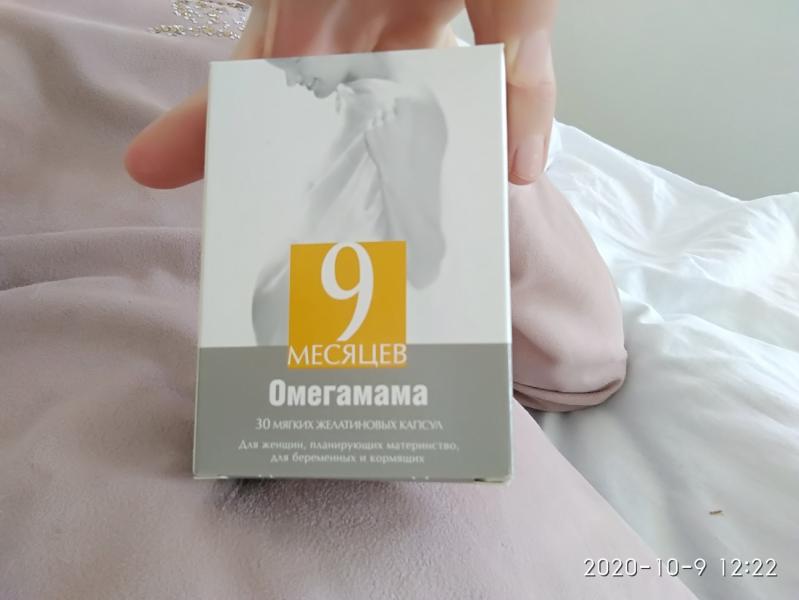 9
МЕСЯЦЕВ
Омегамама
30 МЯГКИХ ЖЕЛАТИНОВЫХ КАПСУЛ
Для женщин, планирующих материнство,
для беременных и кормящих
2020-10-9 12:22